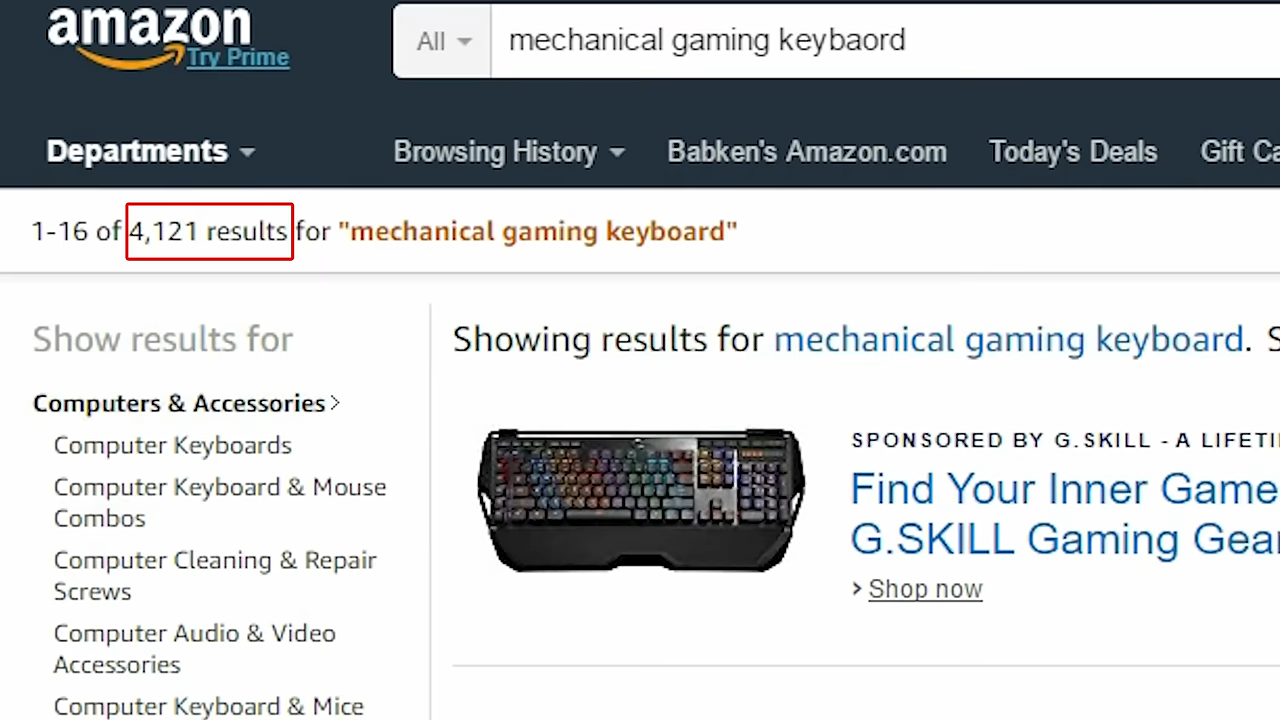 amazon
Try Prime
All
mechanical gaming keybaord
Departments
Browsing History
Babken's Amazon.com
Today's Deals
Gift Ca
1-16 of 4,121 results for "mechanical gaming keyboard"
Show results for
Computers & Accessories
Computer Keyboards
Computer Keyboard & Mouse
Combos
Computer Cleaning & Repair
Screws
Computer Audio & Video
Accessories
Computer Keyboard & Mice
Showing results for mechanical gaming keyboard. S
SPONSORED BY G.SKILL - A LIFETI
Find Your Inner Game
G.SKILL Gaming Gear
> Shop now